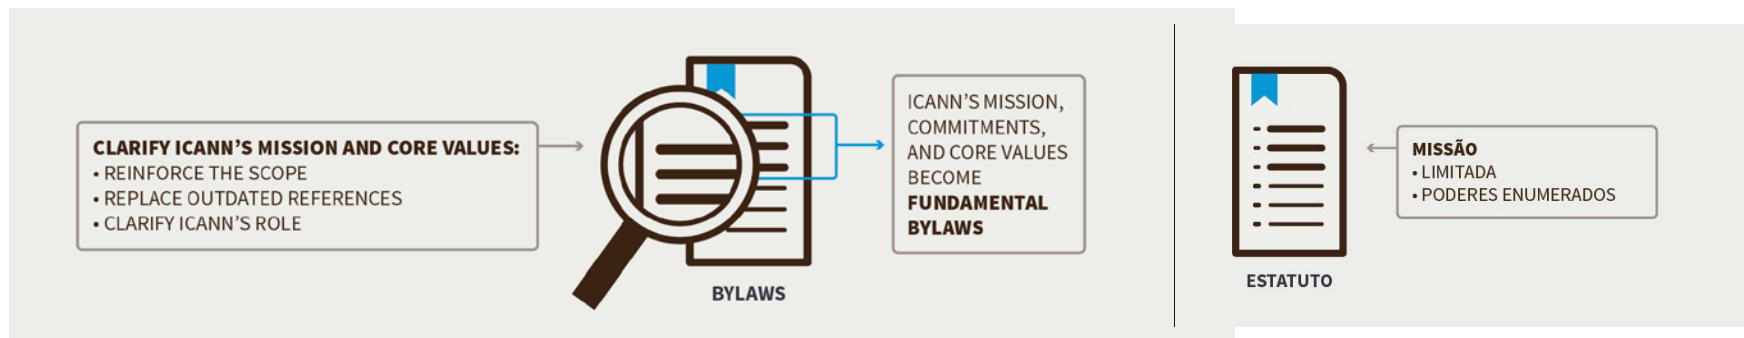 CLARIFY ICANN'S MISSION AND CORE VALUES:
• REINFORCE THE SCOPE
• REPLACE OUTDATED REFERENCES
• CLARIFY ICANN'S ROLE
BYLAWS
ICANN'S MISSION,
COMMITMENTS,
AND CORE VALUES
BECOME
FUNDAMENTAL
BYLAWS
ESTATUTO
MISSÃO
• LIMITADA
• PODERES ENUMERADOS